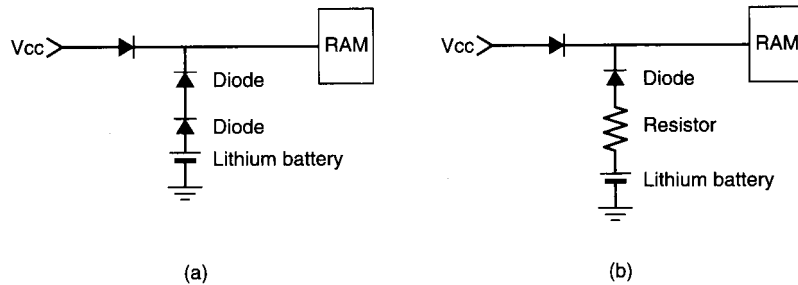 Vcc
RAM
Diode
Diode
Lithium battery
(a)
Vcc
RAM
Diode
Resistor
Lithium battery
(b)